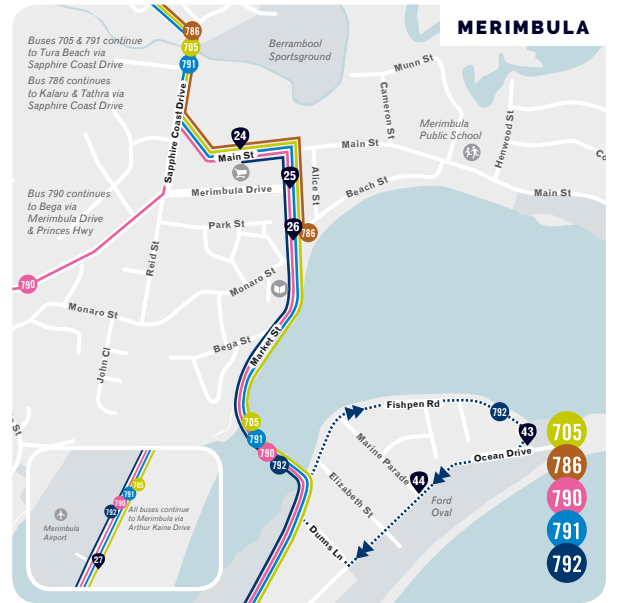 MERIMBULA
786
705
791
Buses 705 & 791 continue
to Tura Beach via
Sapphire Coast Drive
Bus 786 continues
to Kalaru & Tathra via
Sapphire Coast Drive
Berrambool
Sportsground
Munn St
Cameron St
Merimbula
Public School
Henwood St
Sapphire Coast Drive
24
Main St
Main St
Co
25
Alice St
Beach St
Main St
Merimbula Drive
Bus 790 continues
to Bega via
Merimbula Drive
& Princes Hwy
Park St
26
786
Reid St
790
Monaro St
Monaro St
Market St
Bega St
John Cl
o St
Fishpen Rd
792
705
791
790
792
43
Marine Parade
Ocean Drive
44
Elizabeth St
Ford
Oval
Dunns Ln
705
786
790
791
792
705
791
790
792
All buses continue
to Merimbula via
Arthur Kaine Drive
Merimbula
Airport
27